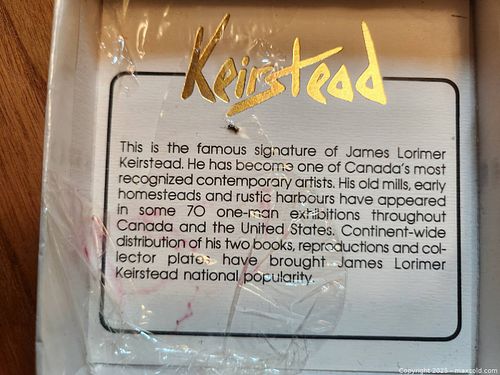 Keirstead
This is the famous signature of James Lorimer
Keirstead. He has become one of Canada's most
recognized contemporary artists. His old mills, early
homesteads and rustic harbours have appeared
in some 70 one-man exhibitions throughout
Canada and the United States. Continent-wide
distribution of his two books, reproductions and col-
lector plates have brought James Lorimer
Keirstead national popularity.
Copyright 2025 - maxsold.com